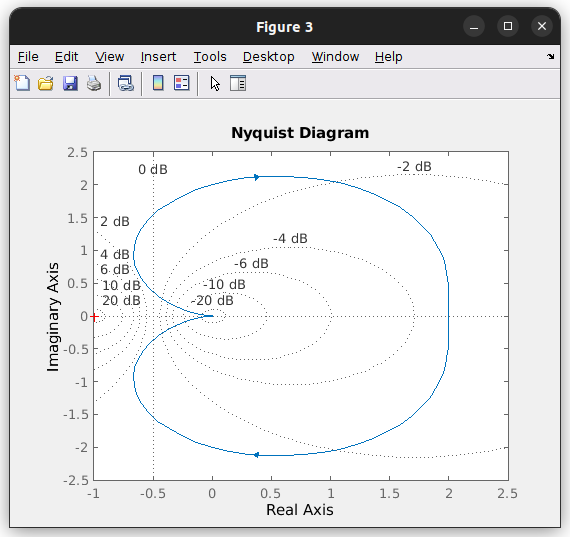 Figure 3
File Edit View Insert Tools Desktop Window Help
Nyquist Diagram
2.5
2
1.5
1
0.5
0
-0.5
-1
-1.5
-2
-2.5
Imaginary Axis
0 dB
-2 dB
2 dB
-4 dB
4 dB
6 dB
-6 dB
10 dB
-10 dB
20 dB
-20 dB
-1 -0.5 0 0.5 1 1.5 2 2.5
Real Axis